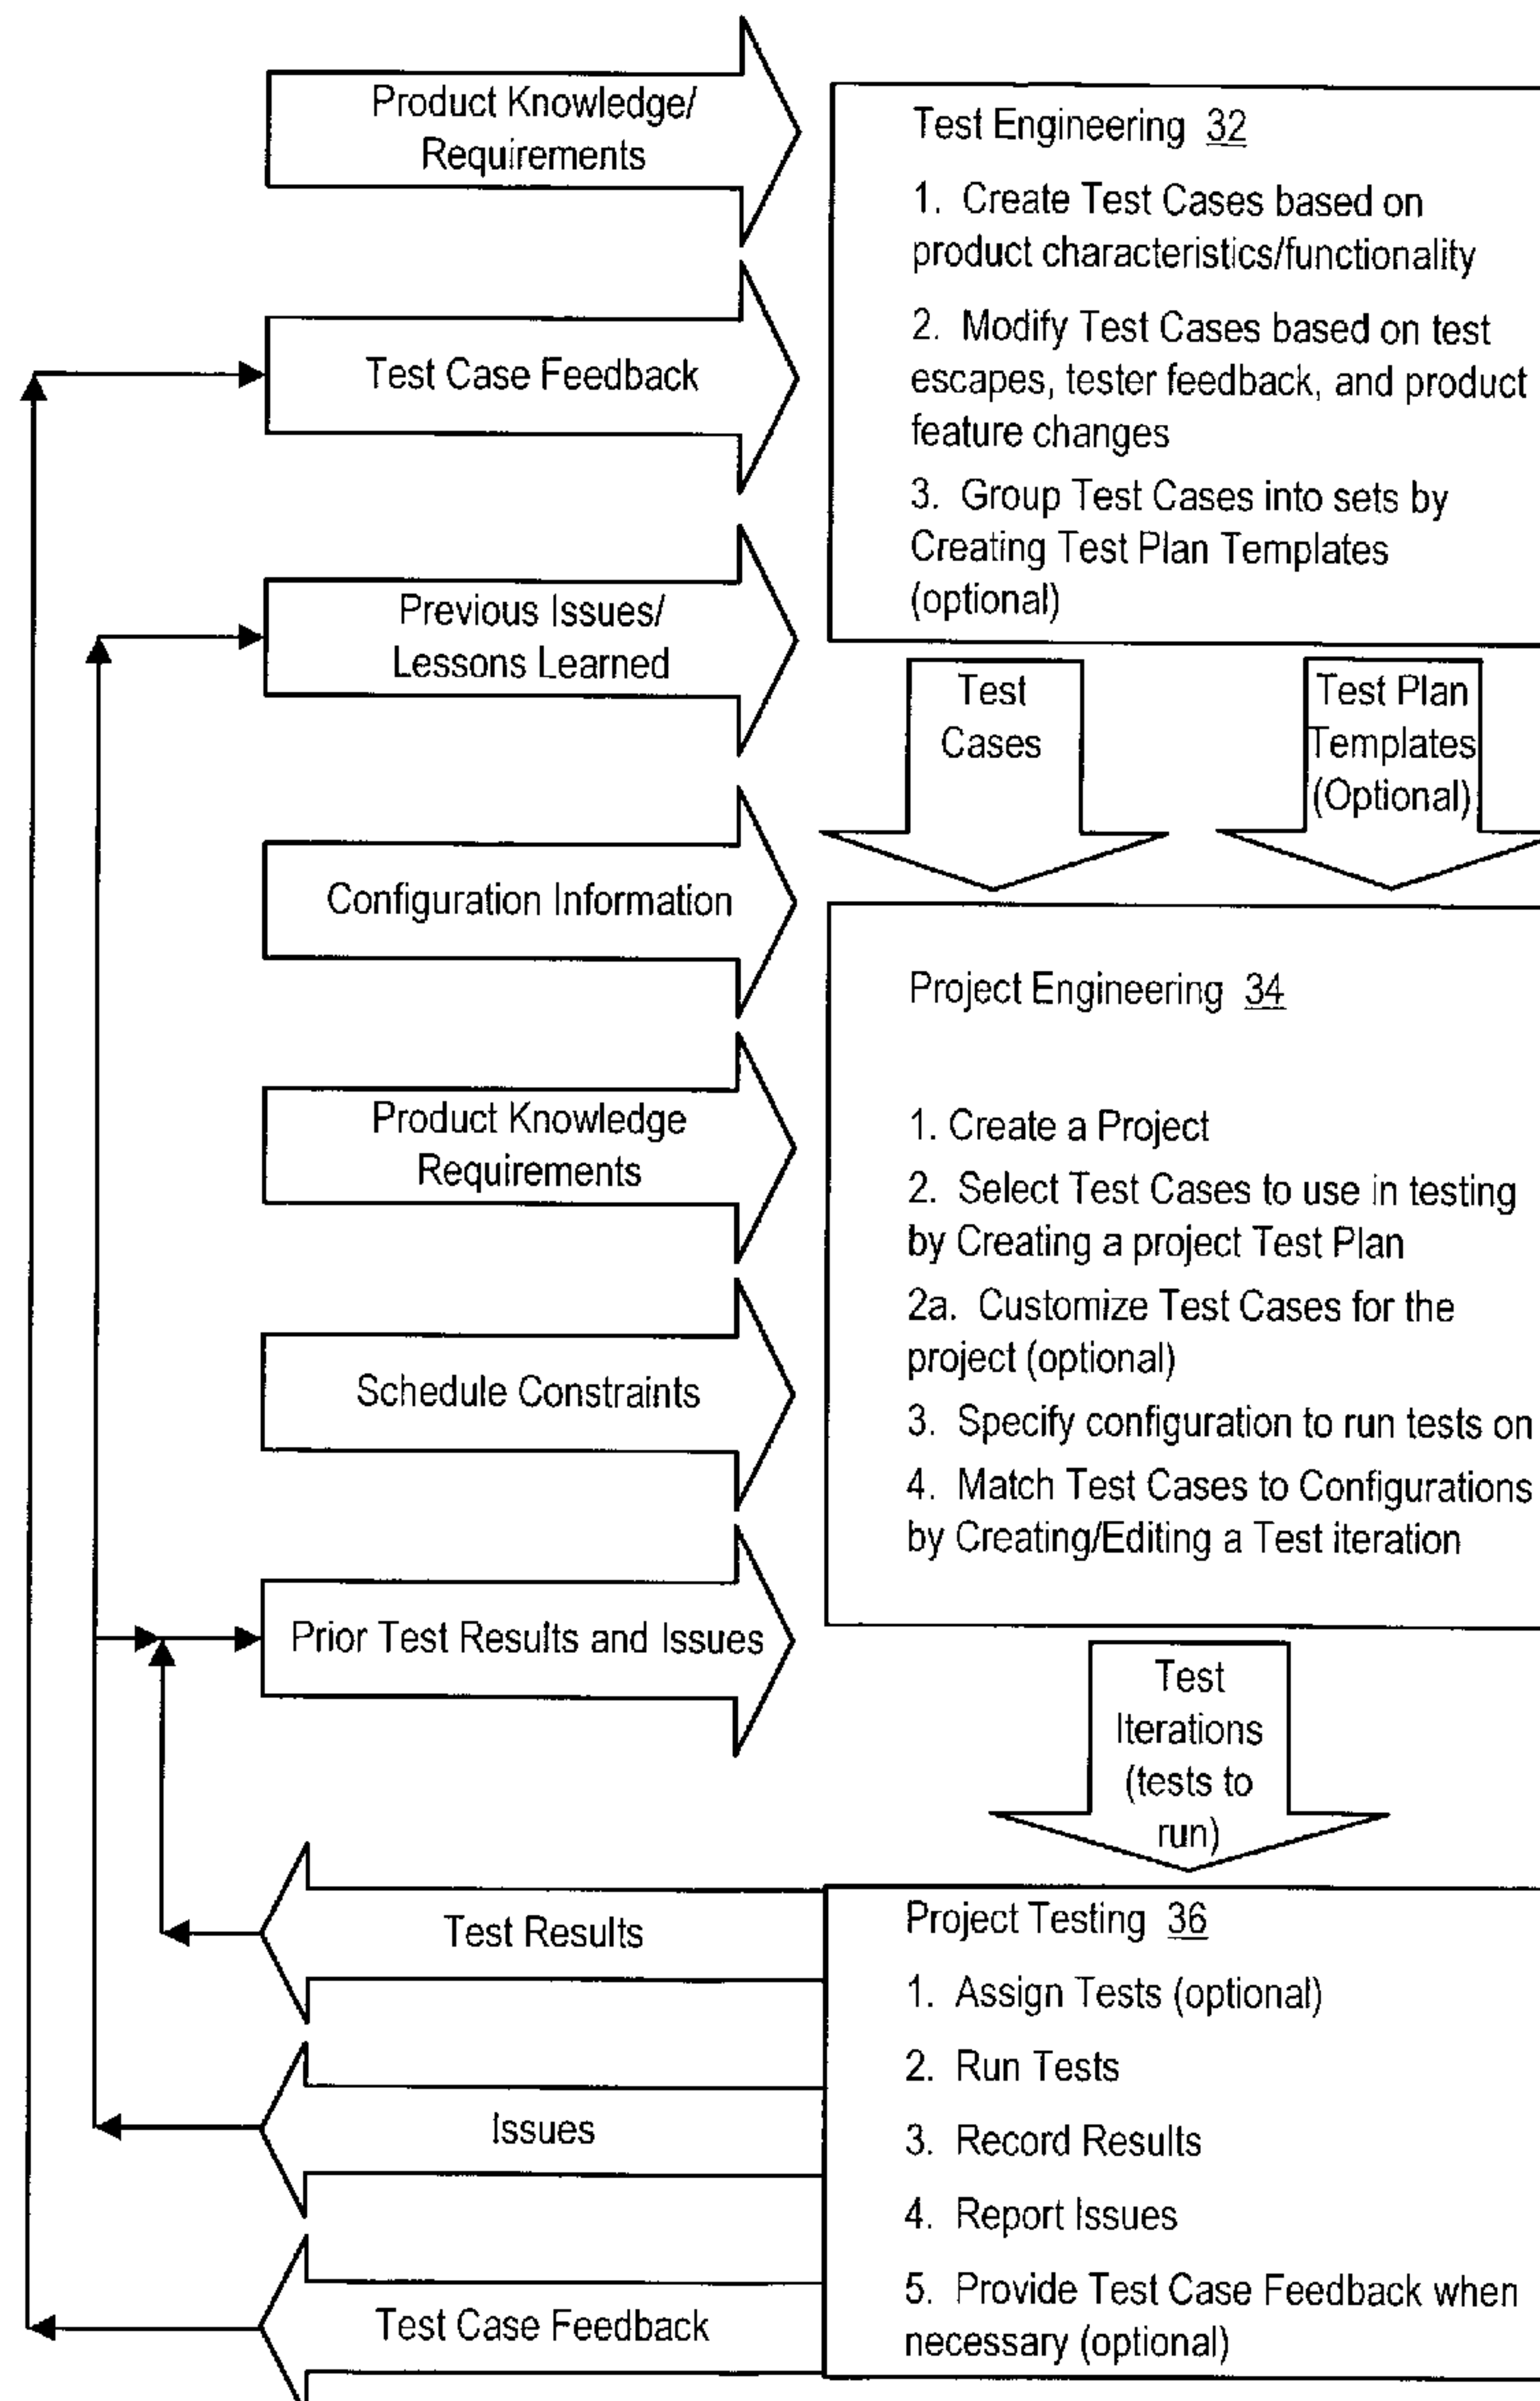 Product Knowledge/
Requirements
Test Case Feedback
Previous Issues/
Lessons Learned
Test Engineering 32
1. Create Test Cases based on
product characteristics/functionality
2. Modify Test Cases based on test
escapes, tester feedback, and product
feature changes
3. Group Test Cases into sets by
Creating Test Plan Templates
(optional)
Test
Cases
Test Plan
Templates
(Optional)
Configuration Information
Product Knowledge
Requirements
Schedule Constraints
Prior Test Results and Issues
Project Engineering 34
1. Create a Project
2. Select Test Cases to use in testing
by Creating a project Test Plan
2a. Customize Test Cases for the
project (optional)
3. Specify configuration to run tests on
4. Match Test Cases to Configurations
by Creating/Editing a Test iteration
Test
Iterations
(tests to
run)
Test Results
Issues
Test Case Feedback
Project Testing 36
1. Assign Tests (optional)
2. Run Tests
3. Record Results
4. Report Issues
5. Provide Test Case Feedback when
necessary (optional)